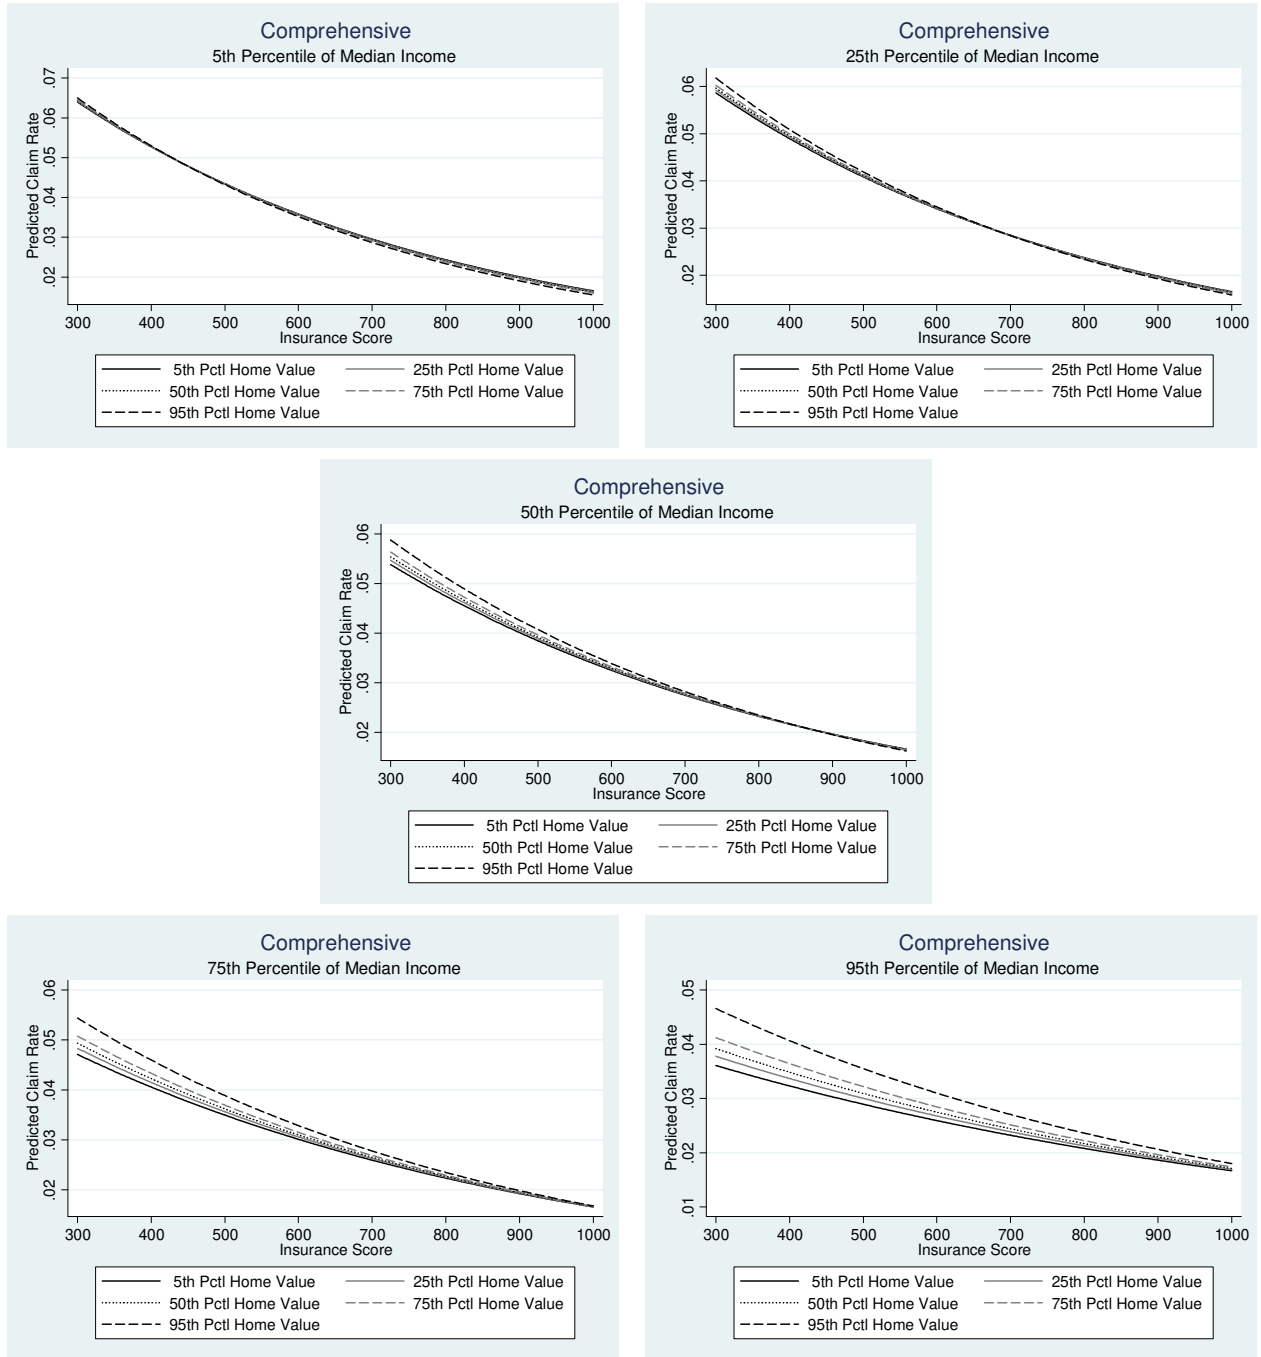 Comprehensive
5th Percentile of Median Income
Predicted Claim Rate
.07
.06
.05
.04
.03
.02
300 400 500 600 700 800 900 1000
Insurance Score
5th Pctl Home Value 25th Pctl Home Value
50th Pctl Home Value 75th Pctl Home Value
95th Pctl Home Value
Comprehensive
25th Percentile of Median Income
Predicted Claim Rate
.06
.05
.04
.03
.02
300 400 500 600 700 800 900 1000
Insurance Score
5th Pctl Home Value 25th Pctl Home Value
50th Pctl Home Value 75th Pctl Home Value
95th Pctl Home Value
Comprehensive
50th Percentile of Median Income
Predicted Claim Rate
.06
.05
.04
.03
.02
300 400 500 600 700 800 900 1000
Insurance Score
5th Pctl Home Value 25th Pctl Home Value
50th Pctl Home Value 75th Pctl Home Value
95th Pctl Home Value
Comprehensive
75th Percentile of Median Income
Predicted Claim Rate
.06
.05
.04
.03
.02
300 400 500 600 700 800 900 1000
Insurance Score
5th Pctl Home Value 25th Pctl Home Value
50th Pctl Home Value 75th Pctl Home Value
95th Pctl Home Value
Comprehensive
95th Percentile of Median Income
Predicted Claim Rate
.05
.04
.03
.02
.01
300 400 500 600 700 800 900 1000
Insurance Score
5th Pctl Home Value 25th Pctl Home Value
50th Pctl Home Value 75th Pctl Home Value
95th Pctl Home Value